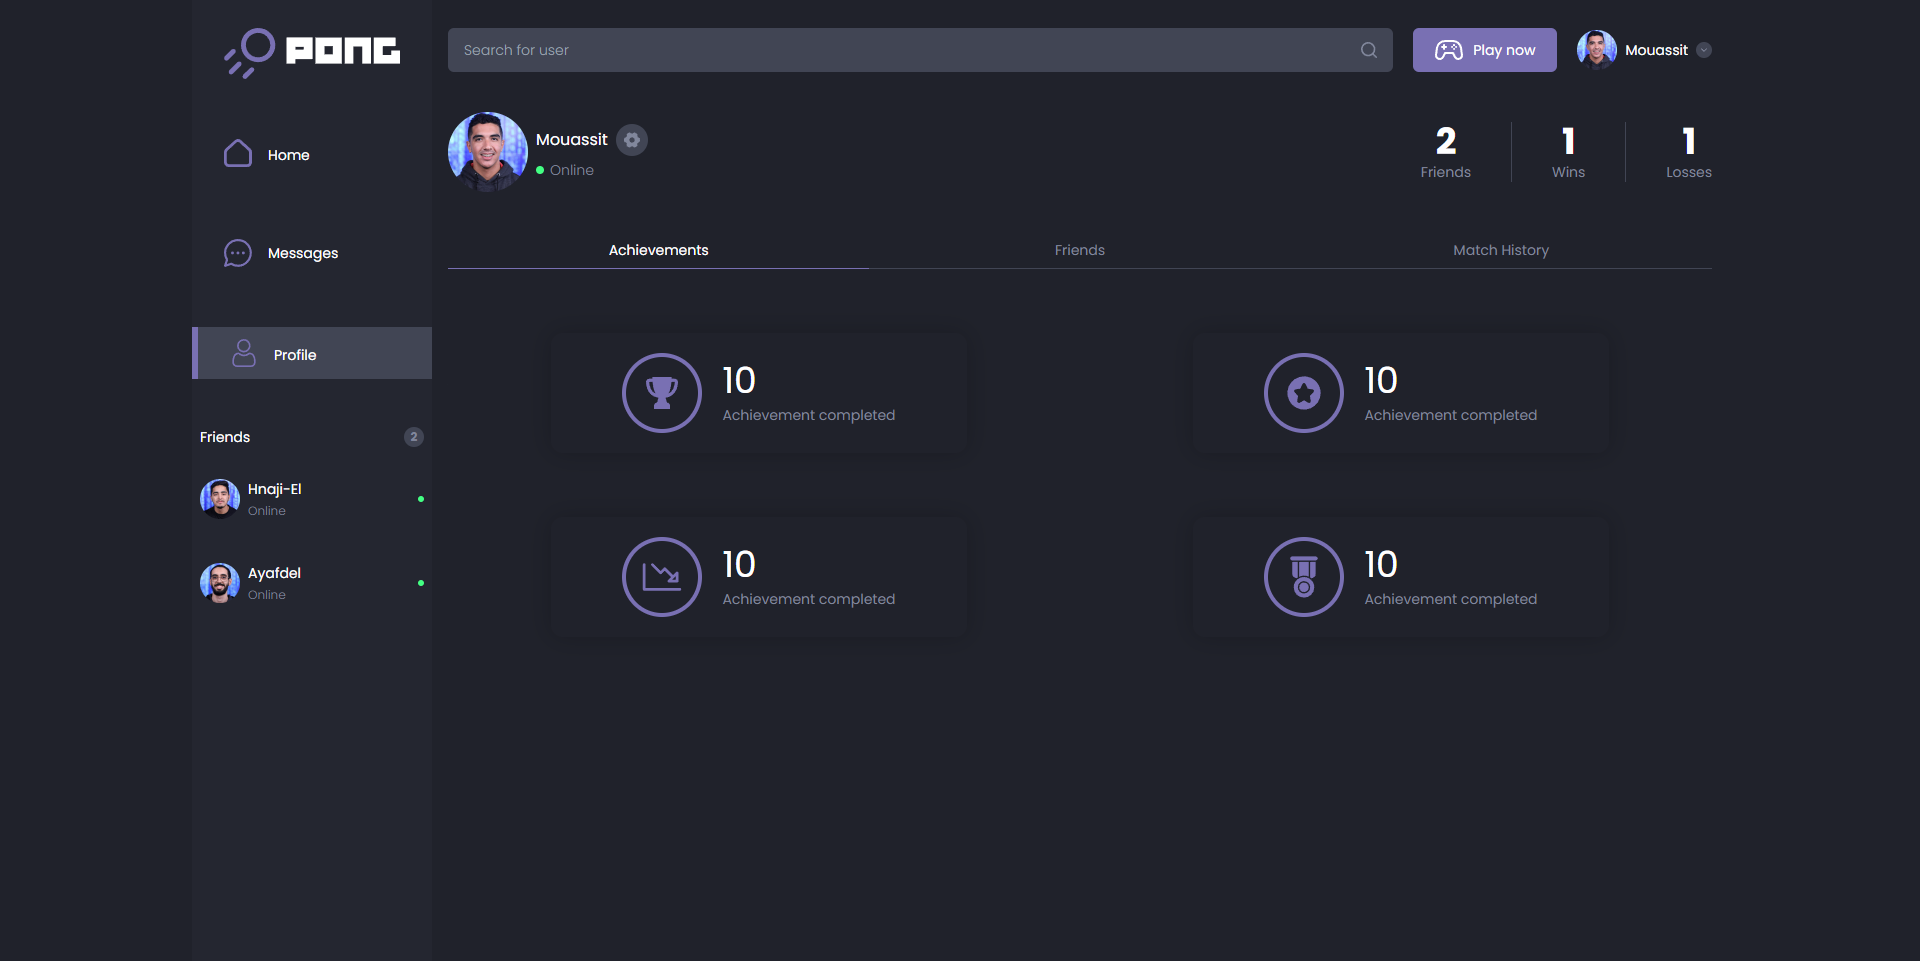 PONG
Search for user
Play now
Mouassit
Home
Messages
Profile
Friends
2
Hnaji-El
Online
Ayafdel
Online
Mouassit
Online
2
Friends
1
Wins
1
Losses
Achievements
Friends
Match History
10
Achievement completed
10
Achievement completed
10
Achievement completed
10
Achievement completed